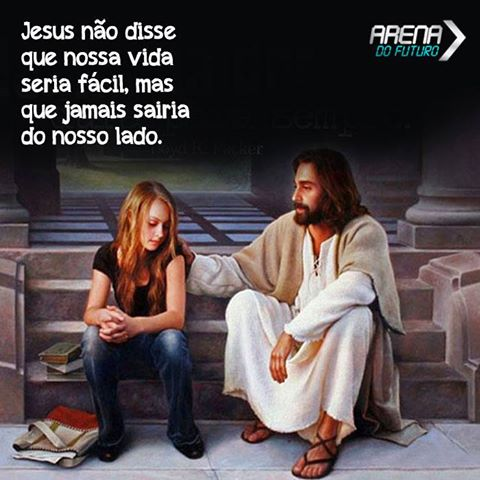 Jesus não disse
que nossa vida
seria fácil, mas
que jamais sairia
do nosso lado.
ARENA
DO FUTURO